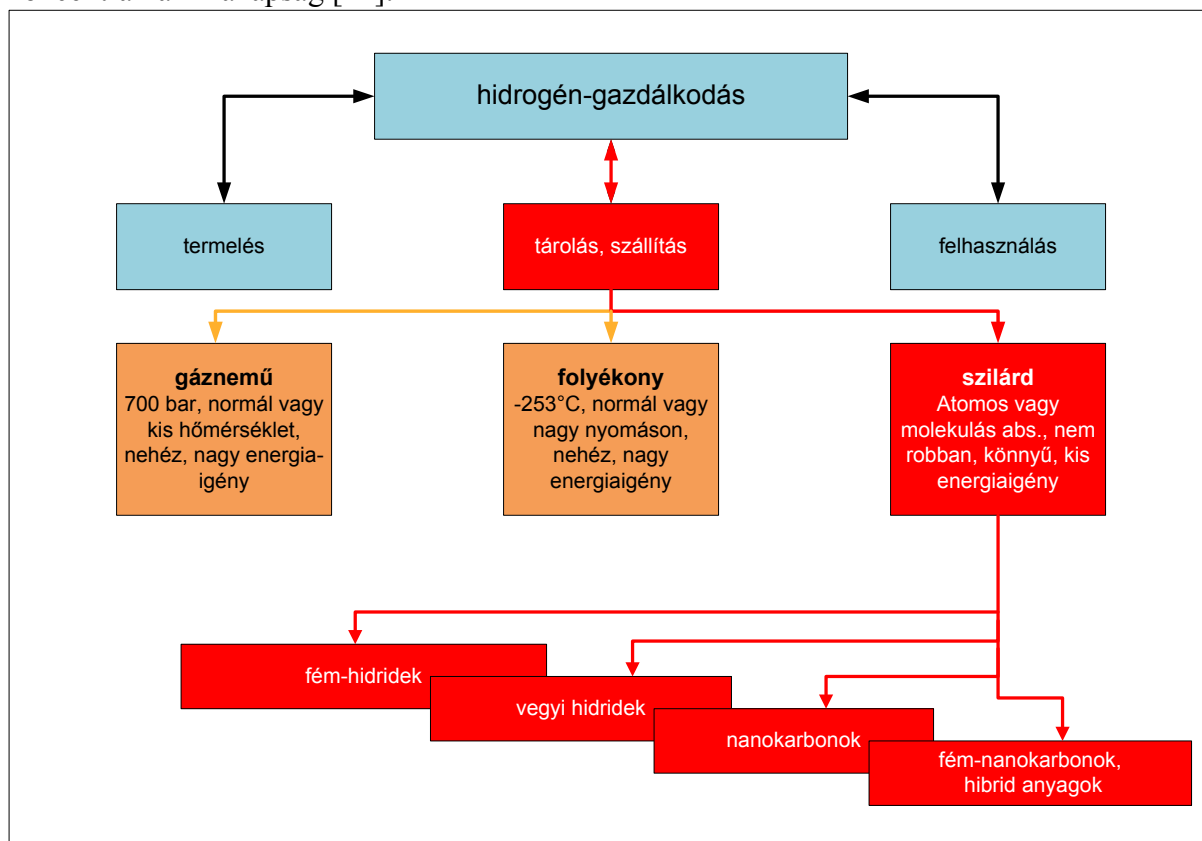 hidrogén-gazdálkodás
termelés
tárolás, szállítás
felhasználás
gáznemű
700 bar, normál vagy
kis hőmérséklet,
nehéz, nagy energia-
igény
folyékony
-253°C, normál vagy
nagy nyomáson,
nehéz, nagy
energiaigény
szilárd
Atomos vagy
molekulás abs., nem
robban, könnyű, kis
energiaigény
fém-hidridek
vegyi hidridek
nanokarbonok
fém-nanokarbonok,
hibrid anyagok